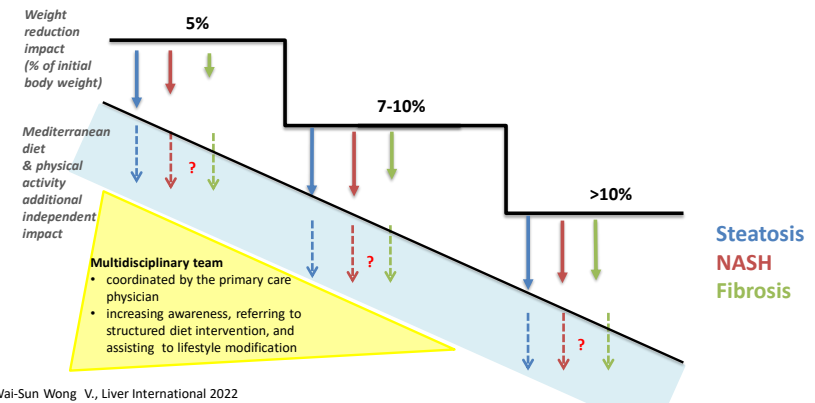 Weight
reduction
impact
(% of initial
body weight)
5%
7-10%
>10%
Mediterranean
diet
& physical
activity
additional
independent
impact
?
?
?
Steatosis
NASH
Fibrosis
Multidisciplinary team
• coordinated by the primary care
physician
• increasing awareness, referring to
structured diet intervention, and
assisting to lifestyle modification
Wai-Sun Wong V., Liver International 2022